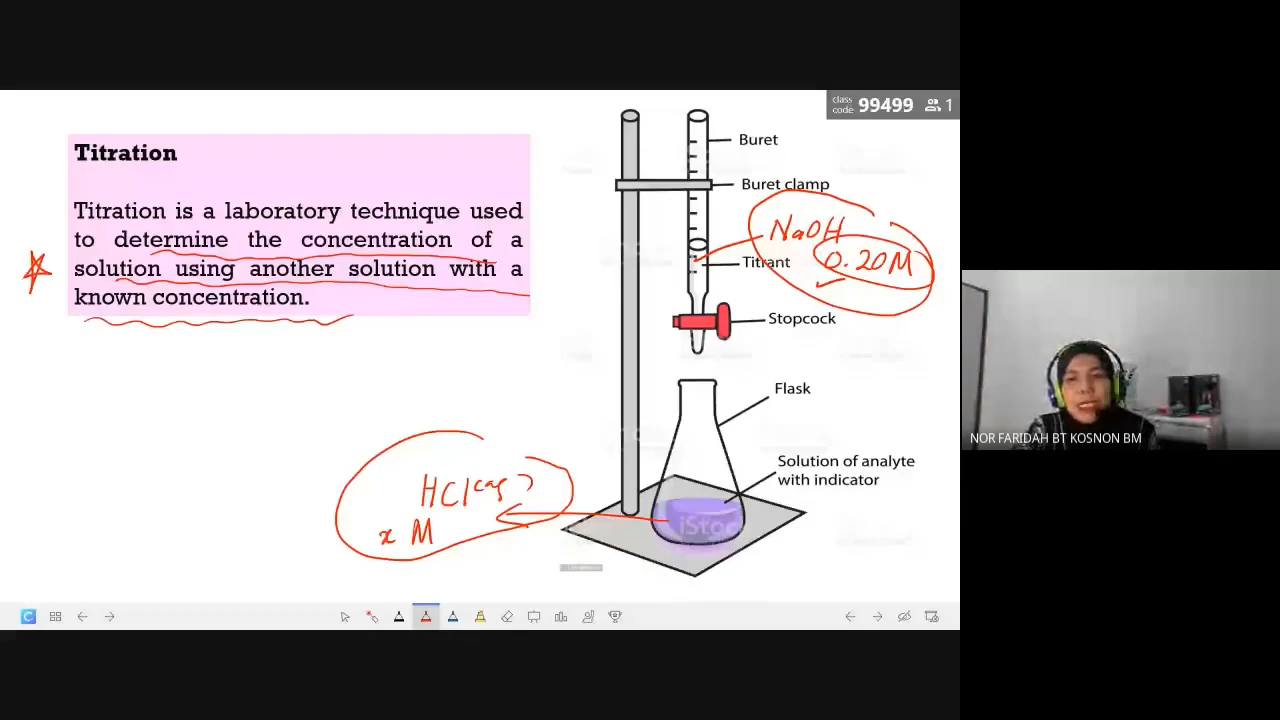 class
code 99499 1
Titration
Titration is a laboratory technique used
to determine the concentration of a
solution using another solution with a
known concentration.
Buret
Buret clamp
NaOH
0.20M
Titrant
Stopcock
Flask
Solution of analyte
with indicator
HCl(aq)
x M
iStock
NOR FARIDAH BT KOSNON BM